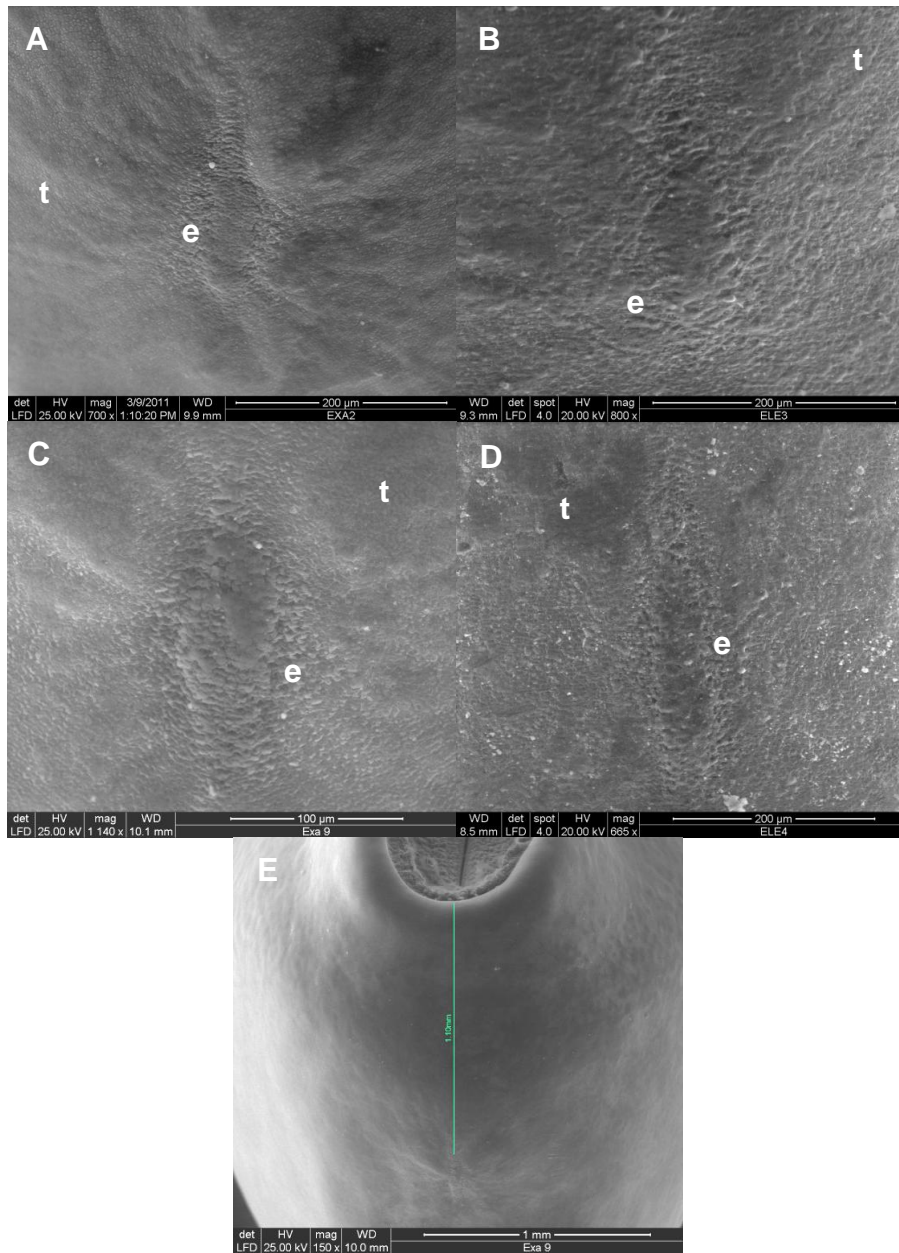 A
t
e
det HV mag 3/9/2011 WD 200 µm
LFD 25.00 kV 700 x 1:10:20 PM 9.9 mm EXA2
B
t
e
WD det spot HV mag 200 µm
9.3 mm LFD 4.0 20.00 kV 800 x ELE3
C
t
e
det HV mag WD 100 µm
LFD 25.00 kV 1 140 x 10.1 mm Exa 9
D
t
e
WD det spot HV mag 200 µm
8.5 mm LFD 4.0 20.00 kV 665 x ELE4
E
1.10mm
det HV mag WD 1 mm
LFD 25.00 kV 150 x 10.0 mm Exa 9